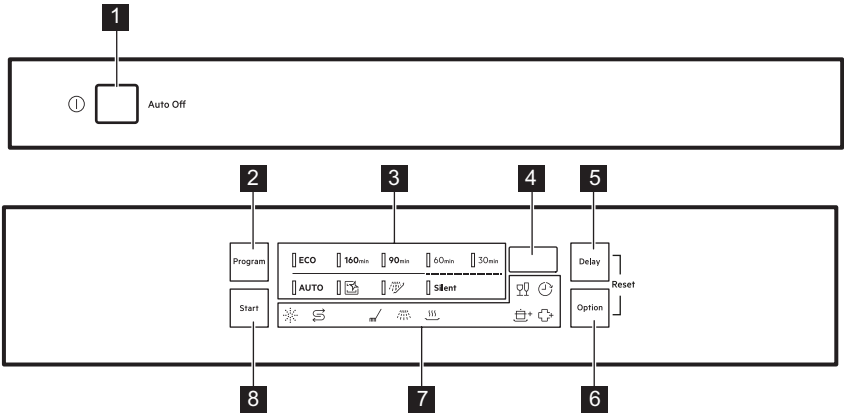 1
Auto Off
2 3 4 5
Program ECO 160min 90min 60min 30min Delay
Reset
AUTO Silent
Start Option
+ +
8 7 6